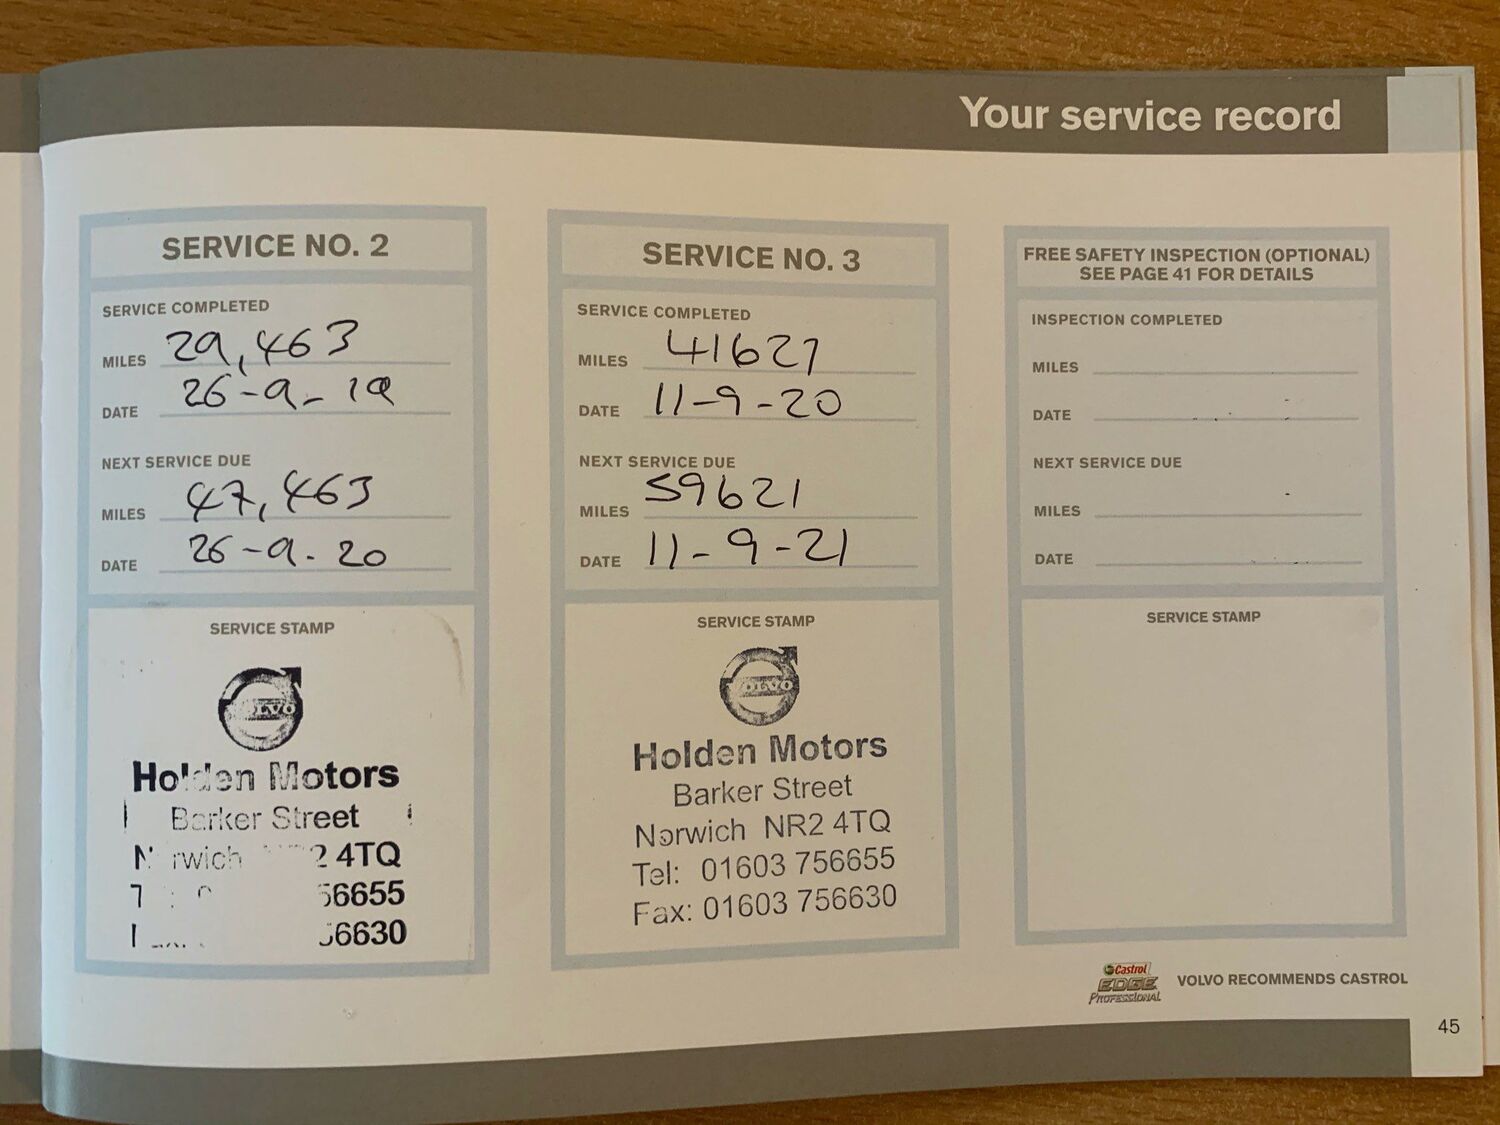 Your service record
SERVICE NO. 2
SERVICE COMPLETED
MILES 29,463
DATE 26-9-19
NEXT SERVICE DUE
MILES 47,463
DATE 26-9-20
SERVICE STAMP
VOLVO
Holden Motors
Barker Street
Norwich 2 4TQ
56655
56630
SERVICE NO. 3
SERVICE COMPLETED
MILES 41621
DATE 11-9-20
NEXT SERVICE DUE
MILES 59621
DATE 11-9-21
SERVICE STAMP
VOLVO
Holden Motors
Barker Street
Norwich NR2 4TQ
Tel: 01603 756655
Fax: 01603 756630
FREE SAFETY INSPECTION (OPTIONAL)
SEE PAGE 41 FOR DETAILS
INSPECTION COMPLETED
MILES
DATE
NEXT SERVICE DUE
MILES
DATE
SERVICE STAMP
Castrol
EDGE
PROFESSIONAL
VOLVO RECOMMENDS CASTROL
45